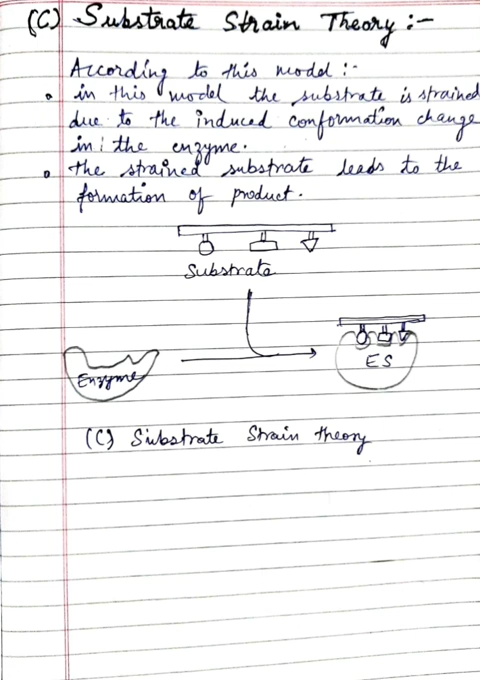 (C) Substrate Strain Theory :-
According to this model :-
• in this model the substrate is strained
due to the induced conformation change
in : the enzyme.
• the strained substrate leads to the
formation of product.
Substrate
Enzyme
ES
(C) Substrate Strain theory